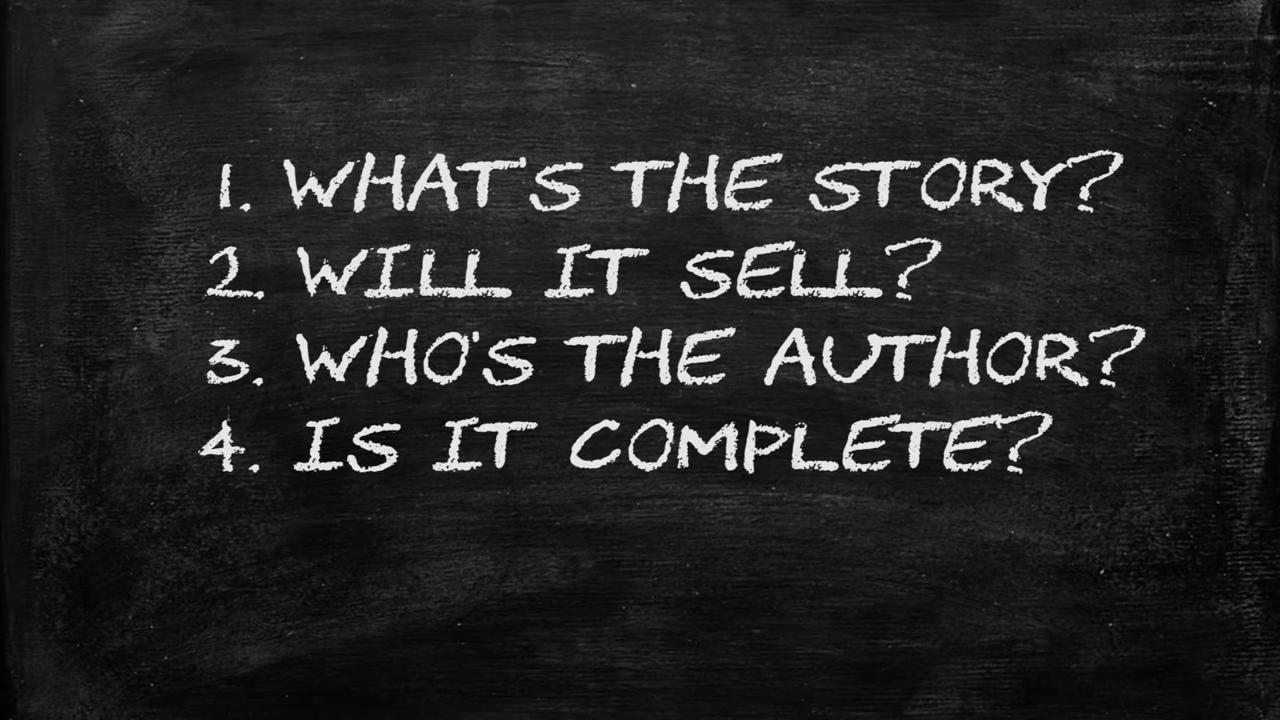 1. WHAT'S THE STORY?
2. WILL IT SELL?
3. WHO'S THE AUTHOR?
4. IS IT COMPLETE?